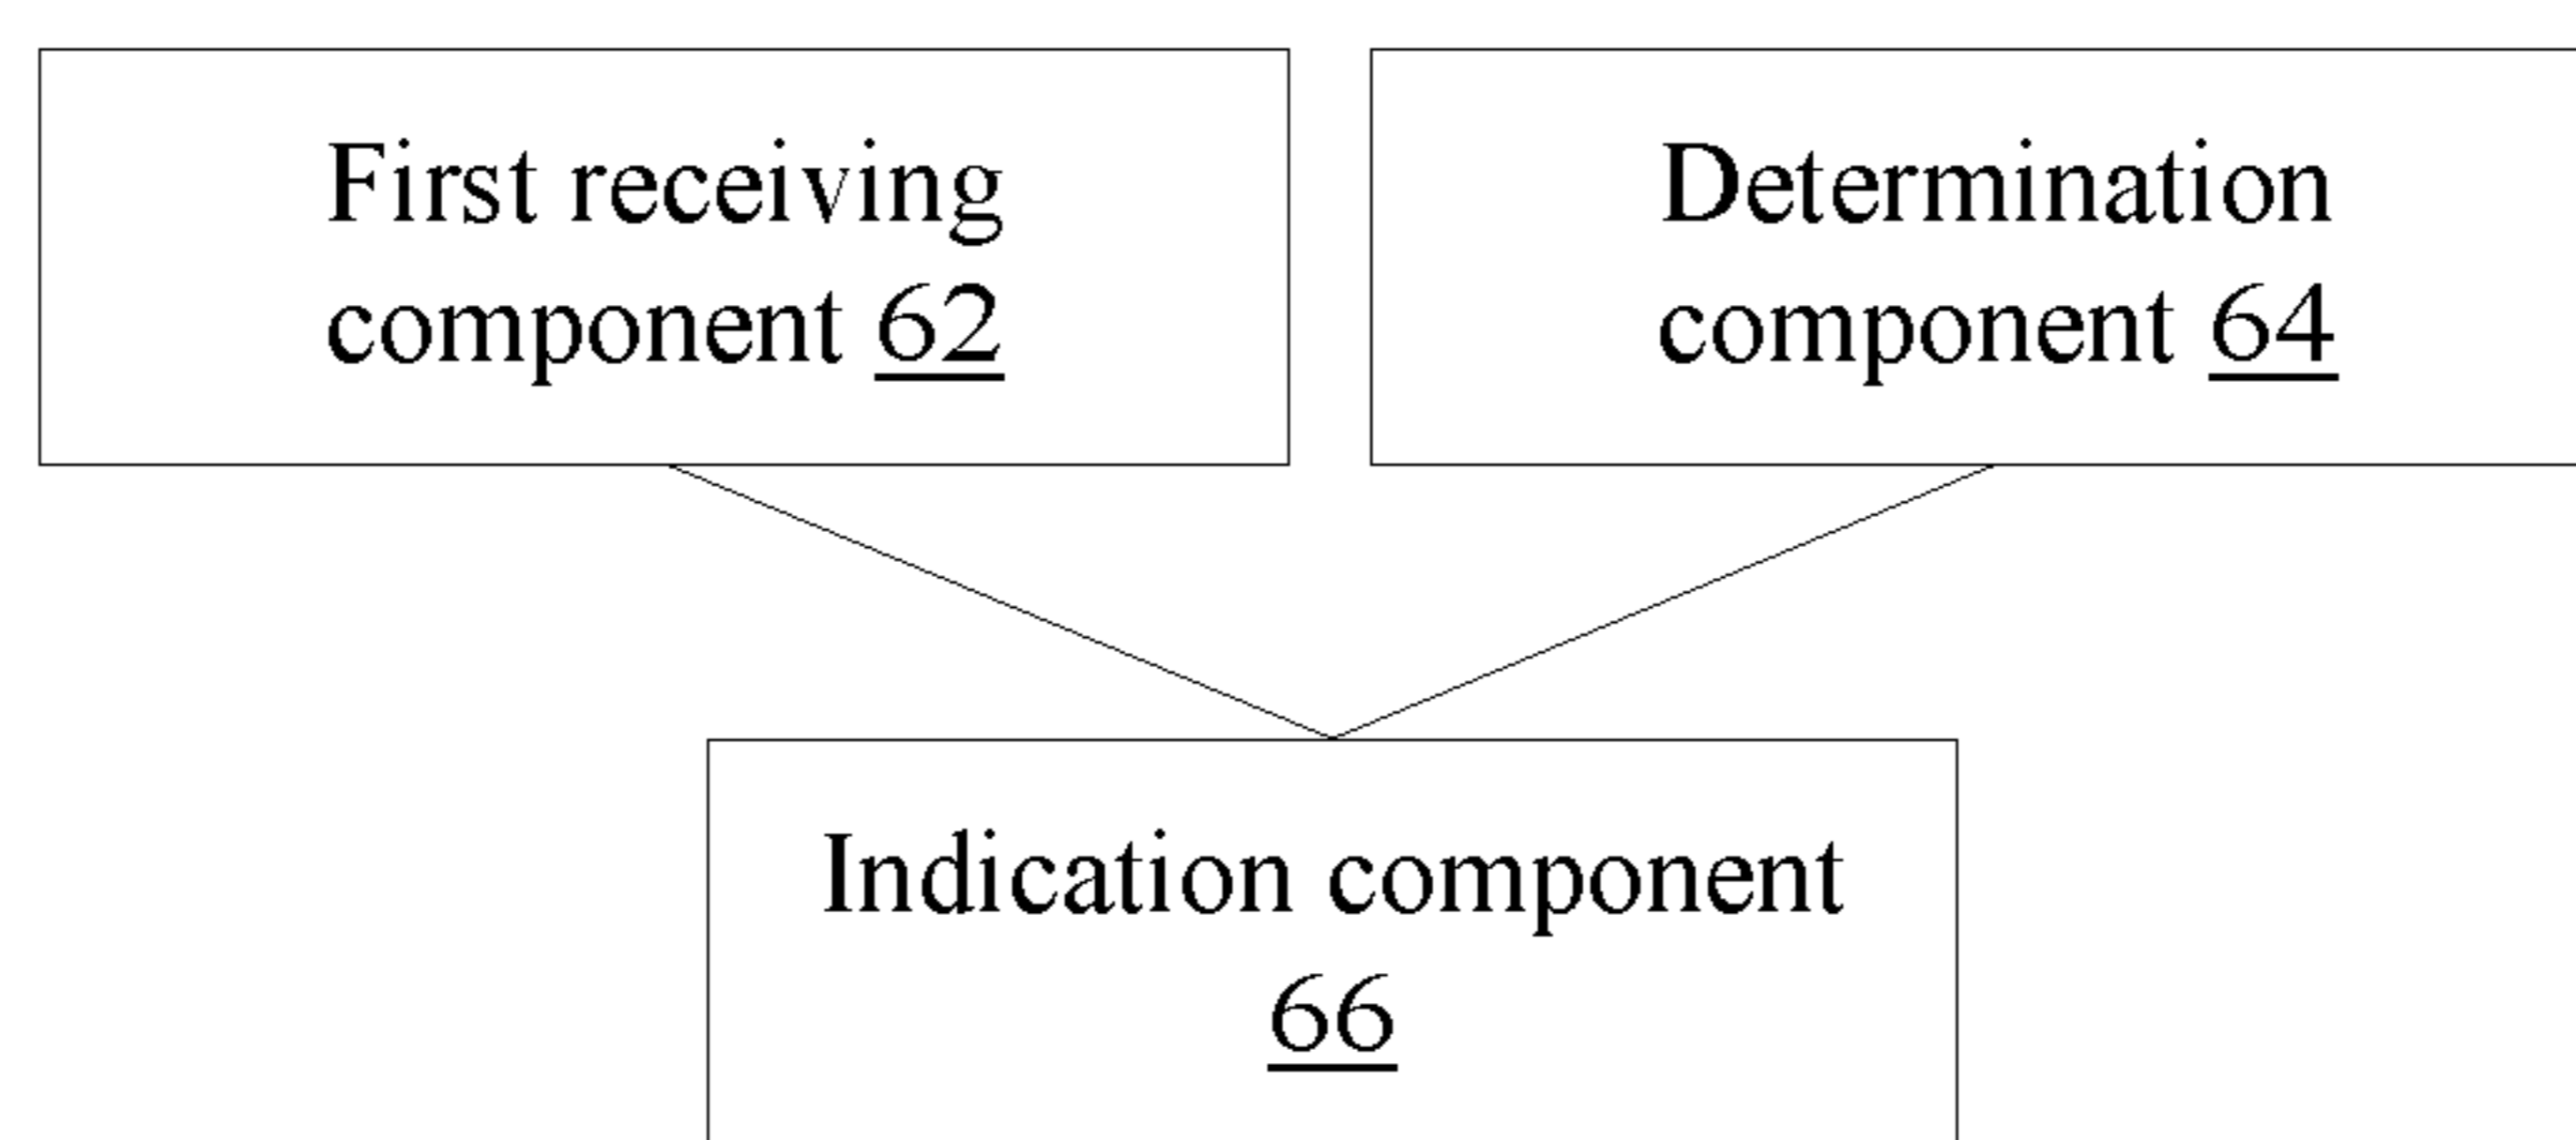 First receiving
component 62
Determination
component 64
Indication component
66